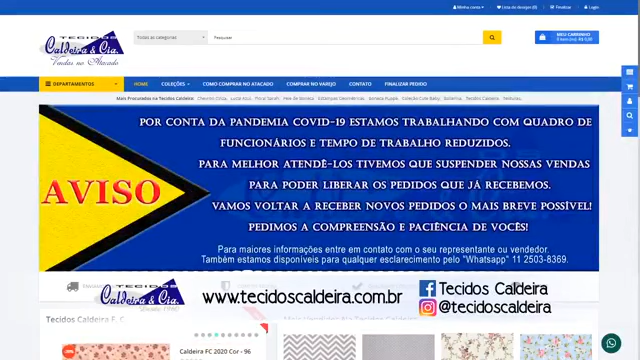 Minha conta
Lista de desejos (0)
Finalizar
Login
TECIDOS
Caldeira & Cia.
Vendas no Atacado
Todas as categorias
Pesquisar
MEU CARRINHO
DEPARTAMENTOS
HOME
COLEÇÕES
COMO COMPRAR NO ATACADO
COMPRAR NO VAREJO
CONTATO
FINALIZAR PEDIDO
Mais Procurados na Tecidos Caldeira:
POR CONTA DA PANDEMIA COVID-19 ESTAMOS TRABALHANDO COM QUADRO DE
FUNCIONÁRIOS E TEMPO DE TRABALHO REDUZIDOS.
PARA MELHOR ATENDÊ-LOS TIVEMOS QUE SUSPENDER NOSSAS VENDAS
PARA PODER LIBERAR OS PEDIDOS QUE JÁ RECEBEMOS.
AVISO
VAMOS VOLTAR A RECEBER NOVOS PEDIDOS O MAIS BREVE POSSÍVEL!
PEDIMOS A COMPREENSÃO E PACIÊNCIA DE VOCÊS!
Para maiores informações entre em contato com o seu representante ou vendedor.
Também estamos disponíveis para qualquer esclarecimento pelo "Whatsapp" 11 2503-8369.
TECIDOS
Caldeira & Cia.
www.tecidoscaldeira.com.br
Tecidos Caldeira
@tecidoscaldeira
Tecidos Caldeira F. C
Caldeira FC 2020 Cor - 96